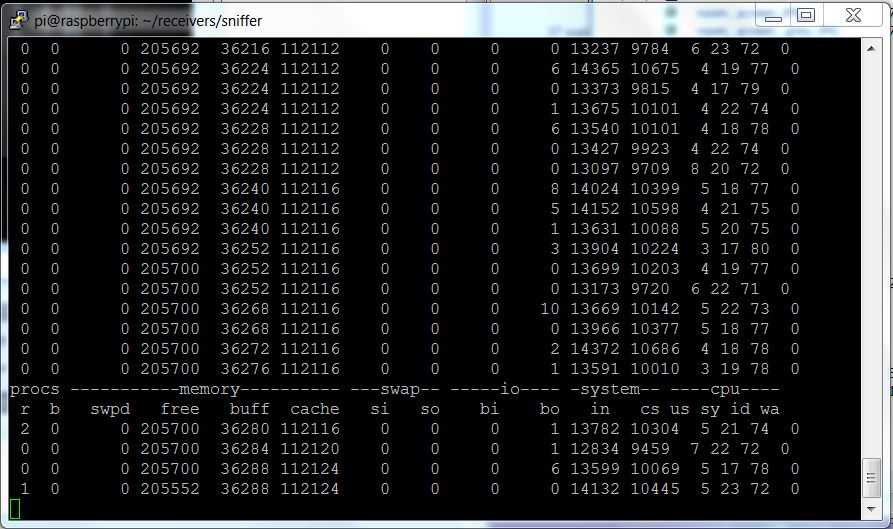 pi@raspberrypi: ~/receivers/sniffer
0 0 0 205692 36216 112112 0 0 0 0 13237 9784 6 23 72 0
0 0 0 205692 36224 112112 0 0 0 6 14365 10675 4 19 77 0
0 0 0 205692 36224 112112 0 0 0 0 13373 9815 4 17 79 0
0 0 0 205692 36224 112112 0 0 0 1 13675 10101 4 22 74 0
0 0 0 205692 36228 112112 0 0 0 6 13540 10101 4 18 78 0
0 0 0 205692 36228 112112 0 0 0 0 13427 9923 4 22 74 0
0 0 0 205692 36228 112112 0 0 0 0 13097 9709 8 20 72 0
0 0 0 205692 36240 112116 0 0 0 8 14024 10399 5 18 77 0
0 0 0 205692 36240 112116 0 0 0 5 14152 10598 4 21 75 0
0 0 0 205692 36240 112116 0 0 0 1 13631 10088 5 20 75 0
0 0 0 205692 36252 112116 0 0 0 3 13904 10224 3 17 80 0
0 0 0 205700 36252 112116 0 0 0 0 13699 10203 4 19 77 0
0 0 0 205700 36252 112116 0 0 0 0 13173 9720 6 22 71 0
0 0 0 205700 36268 112116 0 0 0 10 13669 10142 5 22 73 0
0 0 0 205700 36268 112116 0 0 0 0 13966 10377 5 18 77 0
0 0 0 205700 36272 112116 0 0 0 2 14372 10686 4 18 78 0
0 0 0 205700 36276 112116 0 0 0 1 13591 10010 3 19 78 0
procs -----------memory---------- ---swap-- -----io---- -system-- ----cpu----
r b swpd free buff cache si so bi bo in cs us sy id wa
2 0 0 205700 36280 112116 0 0 0 1 13782 10304 5 21 74 0
0 0 0 205700 36284 112120 0 0 0 1 12834 9459 7 22 72 0
0 0 0 205700 36288 112124 0 0 0 6 13599 10069 5 17 78 0
1 0 0 205552 36288 112124 0 0 0 0 14132 10445 5 23 72 0